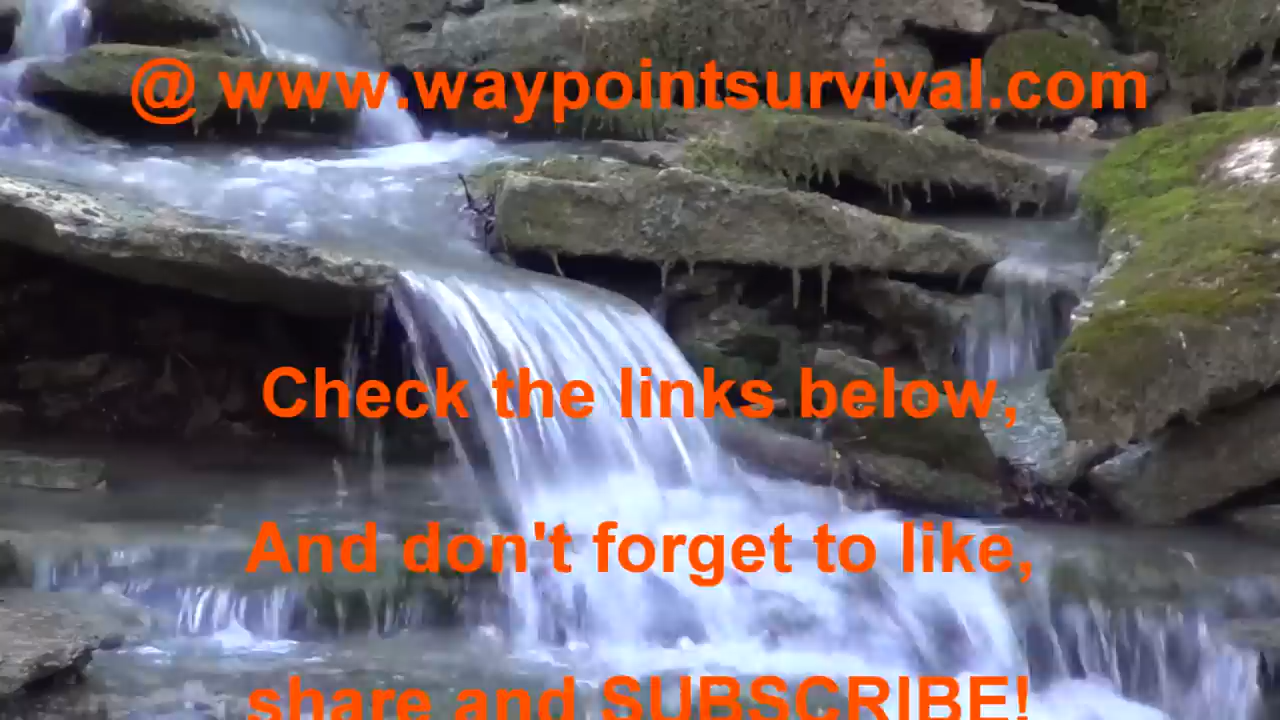 @ www.waypointsurvival.com
Check the links below,
And don't forget to like,
share and SUBSCRIBE!